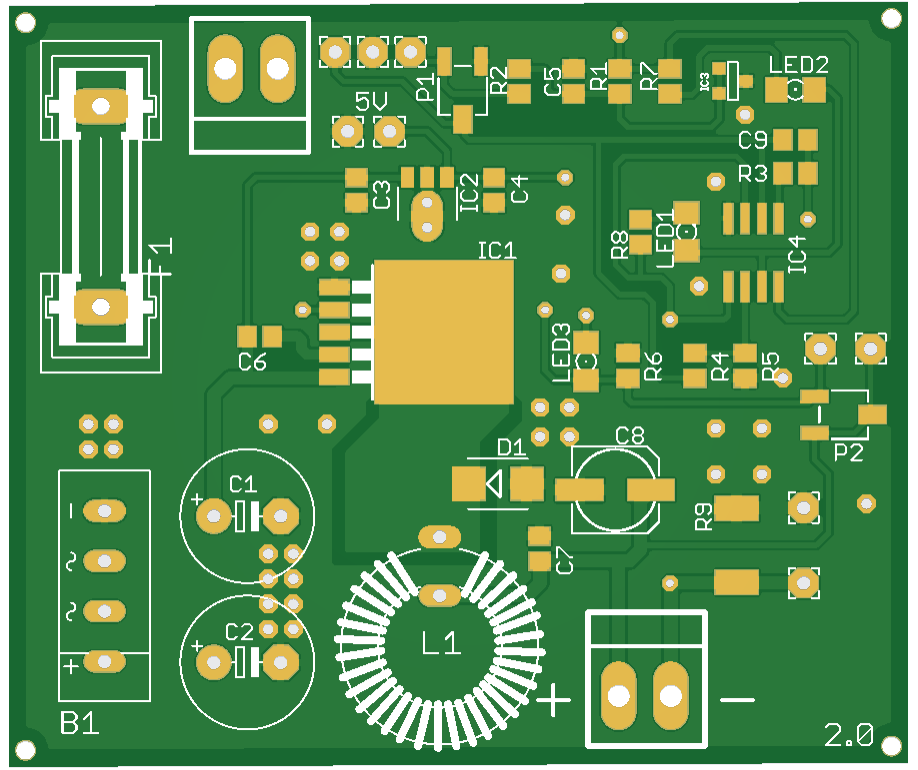 P1
R2
C5
R1
R7
IC3
LED2
5V
C9
R3
C3
IC2
C4
F1
IC1
R8
LED1
IC4
C6
LED3
R6
R4
R5
P2
D1
C8
C1
R9
C7
~
~
C2
L1
+
+
-
B1
2.0